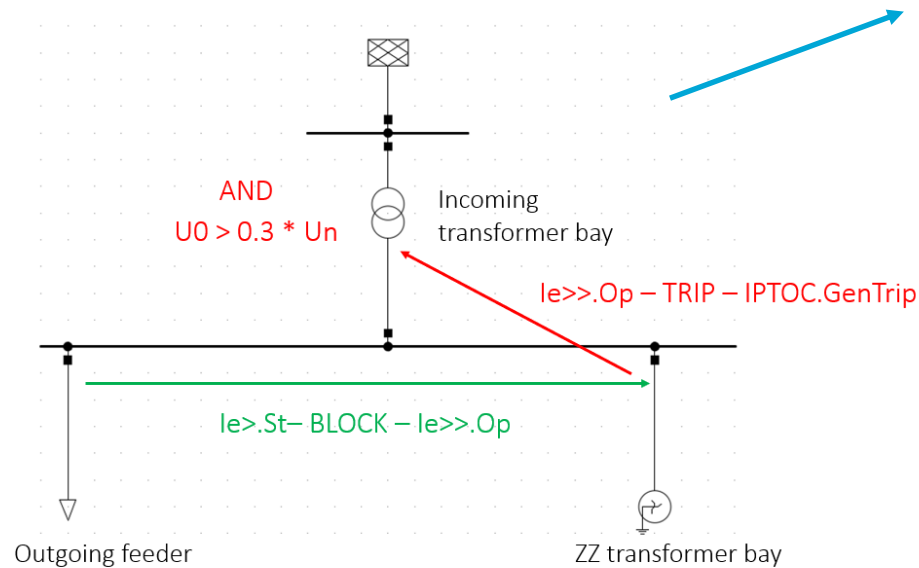 AND
U0 > 0.3 * Un
Incoming
transformer bay
Ie>>.Op – TRIP – IPTOC.GenTrip
Ie>.St– BLOCK – Ie>>.Op
Outgoing feeder
ZZ transformer bay